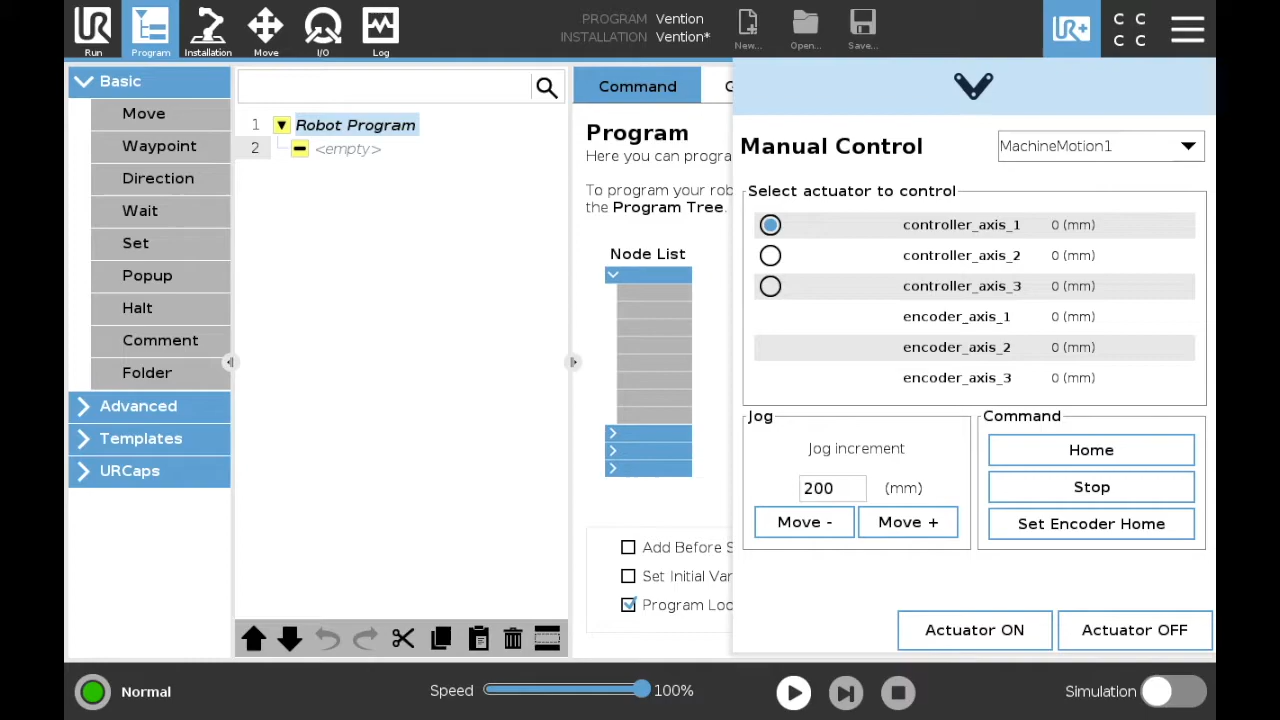 UR
Run
Program
Installation
Move
I/O
Log
PROGRAM Vention
INSTALLATION Vention*
New...
Open...
Save...
UR+
C C
C C
Basic
Move
Waypoint
Direction
Wait
Set
Popup
Halt
Comment
Folder
Advanced
Templates
URCaps
1 Robot Program
2 <empty>
Command
Program
Here you can progra
To program your rob
the Program Tree.
Node List
Add Before S
Set Initial Var
Program Loo
Manual Control
MachineMotion1
Select actuator to control
controller_axis_1 0 (mm)
controller_axis_2 0 (mm)
controller_axis_3 0 (mm)
encoder_axis_1 0 (mm)
encoder_axis_2 0 (mm)
encoder_axis_3 0 (mm)
Jog
Jog increment
200 (mm)
Move -
Move +
Command
Home
Stop
Set Encoder Home
Actuator ON
Actuator OFF
Normal
Speed 100%
Simulation